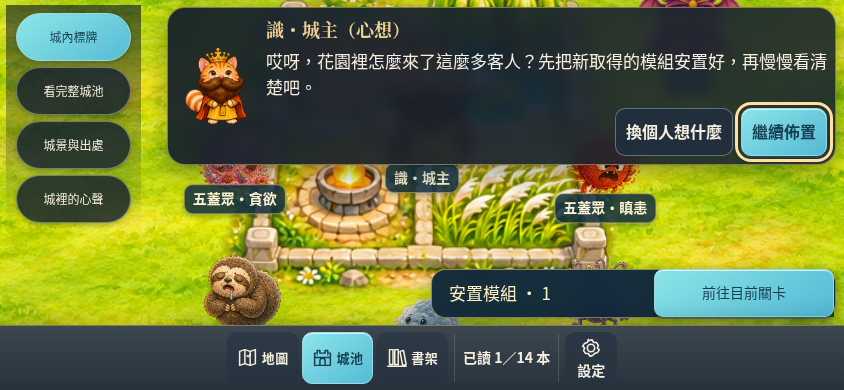 城內標牌
看完整城池
城景與出處
城裡的心聲
識・城主（心想）
哎呀，花園裡怎麼來了這麼多客人？先把新取得的模組安置好，再慢慢看清
楚吧。
換個人想什麼
繼續佈置
識・城主
五蓋眾・貪欲
五蓋眾・瞋恚
安置模組・1
前往目前關卡
地圖
城池
書架
已讀 1／14 本
設定